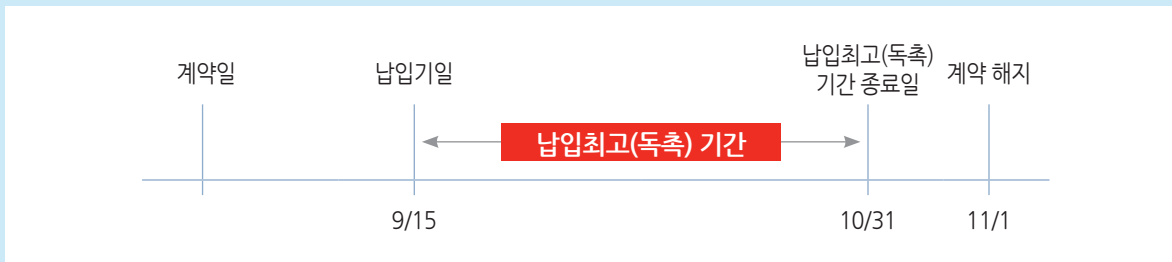 계약일
납입기일
납입최고(독촉)
기간 종료일
계약 해지
납입최고(독촉) 기간
9/15
10/31
11/1